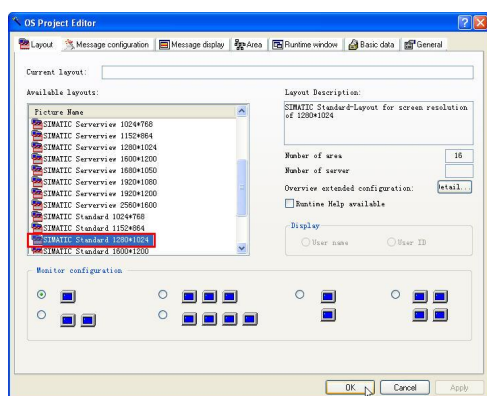 OS Project Editor
Layout Message configuration Message display Area Runtime window Basic data General
Current layout:
Available layouts:
Layout Description:
Picture Name
SIMATIC Serverview 1024*768
SIMATIC Serverview 1152*864
SIMATIC Serverview 1280*1024
SIMATIC Serverview 1600*1200
SIMATIC Serverview 1680*1050
SIMATIC Serverview 1920*1080
SIMATIC Serverview 1920*1200
SIMATIC Serverview 2560*1600
SIMATIC Standard 1024*768
SIMATIC Standard 1152*864
SIMATIC Standard 1280*1024
SIMATIC Standard 1600*1200
SIMATIC Standard-Layout for screen resolution
of 1280*1024
Number of area 16
Number of server
Overview extended configuration: Detail...
Runtime Help available
Display
User name User ID
Monitor configuration
OK Cancel Apply